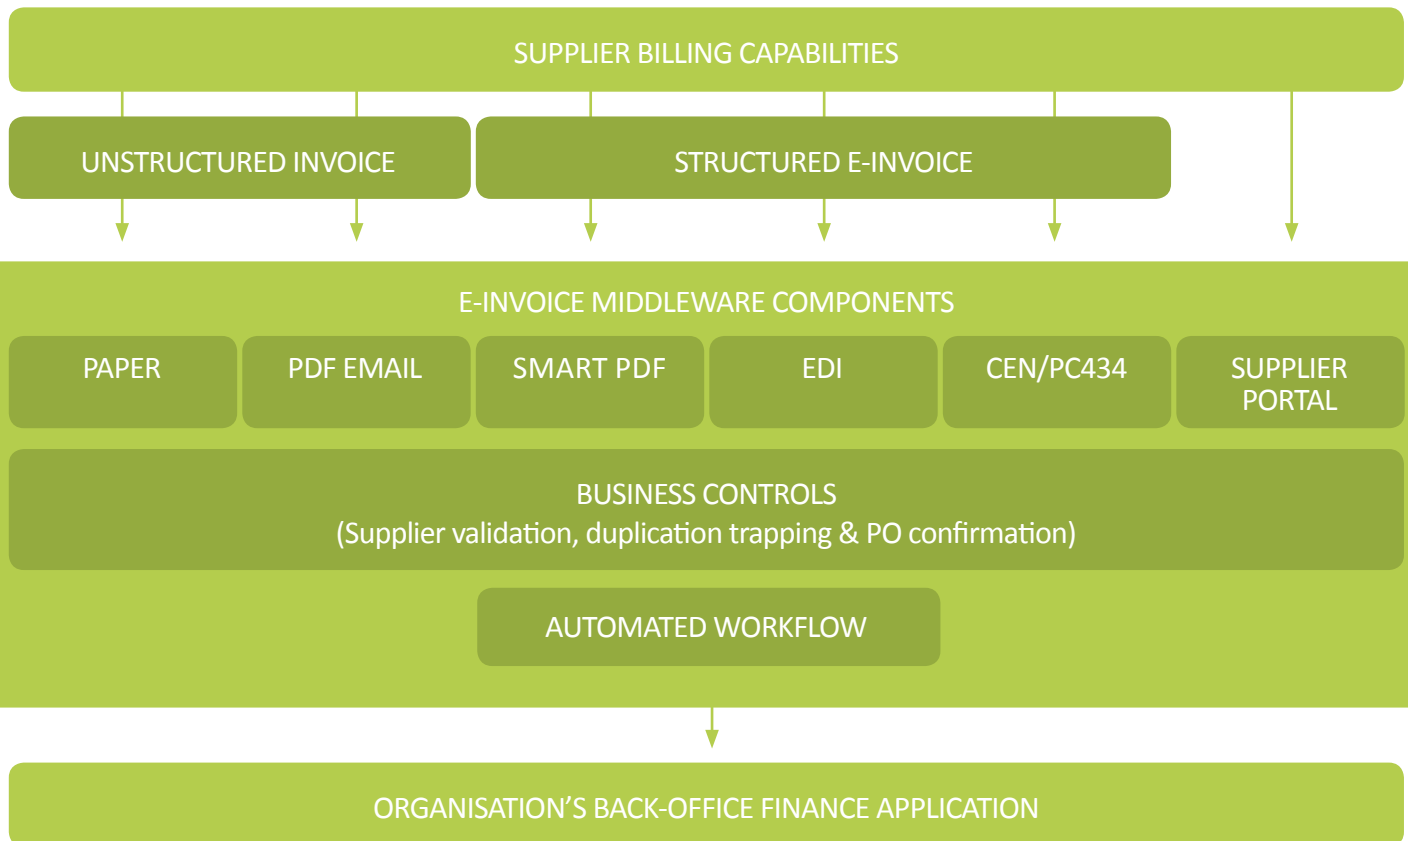 SUPPLIER BILLING CAPABILITIES
UNSTRUCTURED INVOICE
STRUCTURED E-INVOICE
E-INVOICE MIDDLEWARE COMPONENTS
PAPER
PDF EMAIL
SMART PDF
EDI
CEN/PC434
SUPPLIER
PORTAL
BUSINESS CONTROLS
(Supplier validation, duplication trapping & PO confirmation)
AUTOMATED WORKFLOW
ORGANISATION’S BACK-OFFICE FINANCE APPLICATION